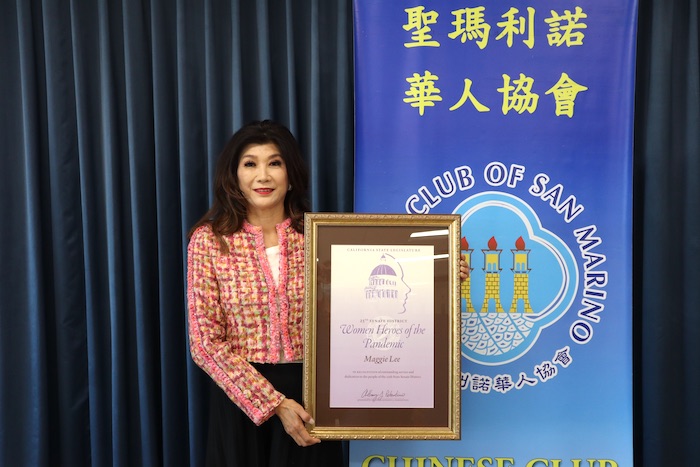 聖瑪利諾
華人協會
CLUB OF SAN MARINO
諾華人協會
CHINESE CLUB
CALIFORNIA STATE LEGISLATURE
Women Heroes of the
Pandemic
Maggie Lee